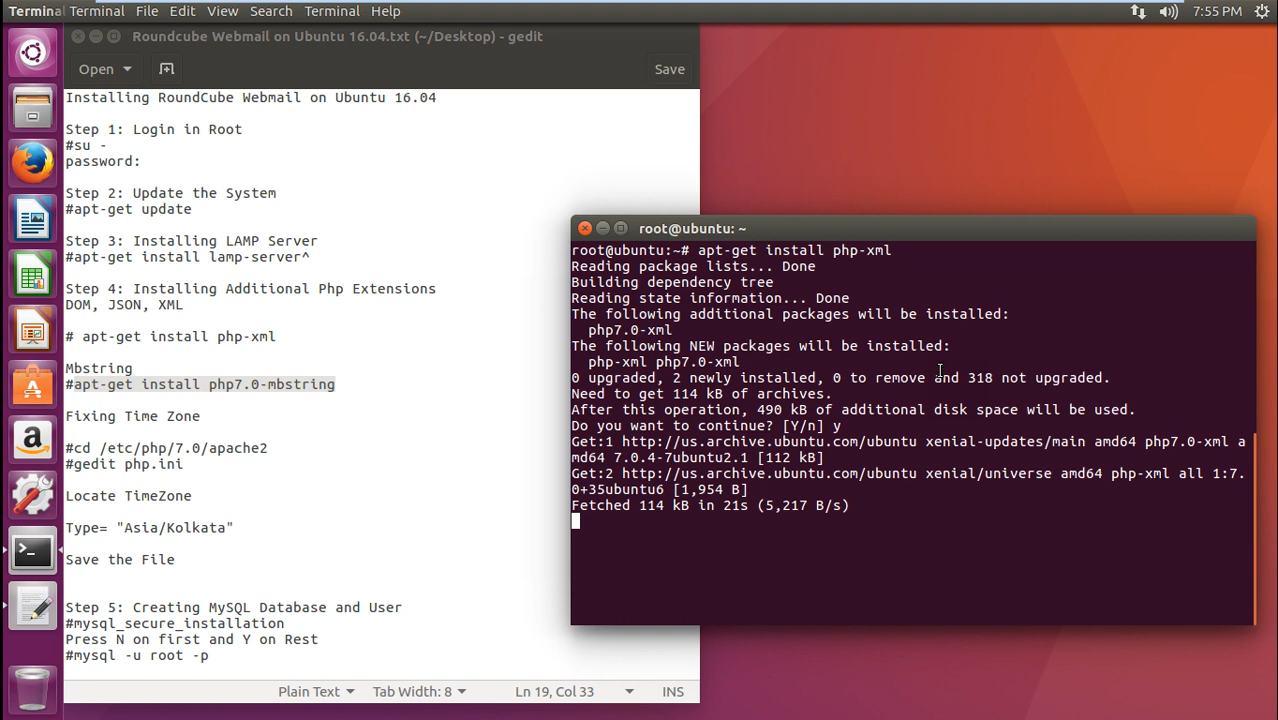 Terminal Terminal File Edit View Search Terminal Help 7:55 PM
Roundcube Webmail on Ubuntu 16.04.txt (~/Desktop) - gedit
Open Save
Installing RoundCube Webmail on Ubuntu 16.04
Step 1: Login in Root
#su -
password:
Step 2: Update the System
#apt-get update
Step 3: Installing LAMP Server
#apt-get install lamp-server^
Step 4: Installing Additional Php Extensions
DOM, JSON, XML
# apt-get install php-xml
Mbstring
#apt-get install php7.0-mbstring
Fixing Time Zone
#cd /etc/php/7.0/apache2
#gedit php.ini
Locate TimeZone
Type= "Asia/Kolkata"
Save the File
Step 5: Creating MySQL Database and User
#mysql_secure_installation
Press N on first and Y on Rest
#mysql -u root -p
Plain Text Tab Width: 8 Ln 19, Col 33 INS
root@ubuntu: ~
root@ubuntu:~# apt-get install php-xml
Reading package lists... Done
Building dependency tree
Reading state information... Done
The following additional packages will be installed:
php7.0-xml
The following NEW packages will be installed:
php-xml php7.0-xml
0 upgraded, 2 newly installed, 0 to remove and 318 not upgraded.
Need to get 114 kB of archives.
After this operation, 490 kB of additional disk space will be used.
Do you want to continue? [Y/n] y
Get:1 http://us.archive.ubuntu.com/ubuntu xenial-updates/main amd64 php7.0-xml a
md64 7.0.4-7ubuntu2.1 [112 kB]
Get:2 http://us.archive.ubuntu.com/ubuntu xenial/universe amd64 php-xml all 1:7.
0+35ubuntu6 [1,954 B]
Fetched 114 kB in 21s (5,217 B/s)